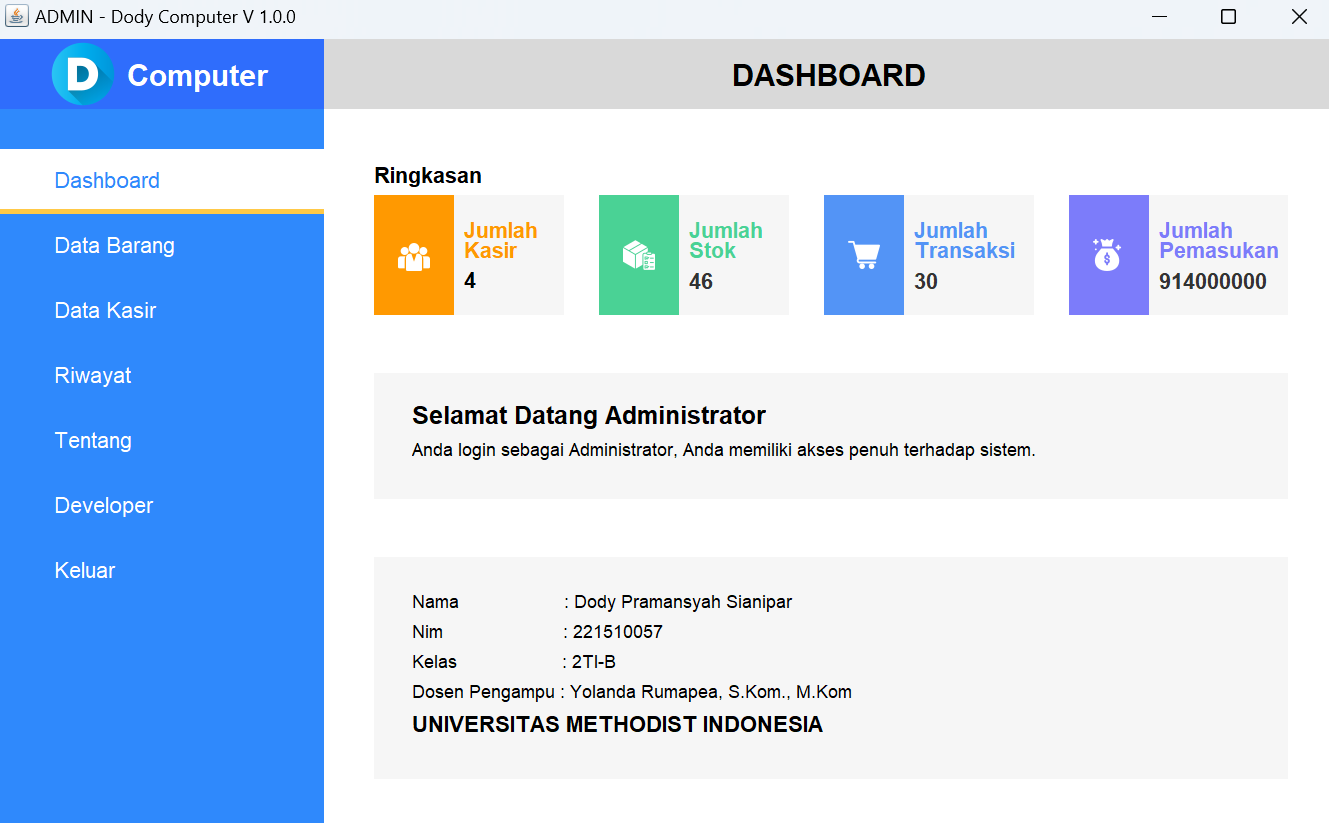 ADMIN - Dody Computer V 1.0.0
D Computer
DASHBOARD
Dashboard
Data Barang
Data Kasir
Riwayat
Tentang
Developer
Keluar
Ringkasan
Jumlah
Kasir
4
Jumlah
Stok
46
Jumlah
Transaksi
30
Jumlah
Pemasukan
914000000
Selamat Datang Administrator
Anda login sebagai Administrator, Anda memiliki akses penuh terhadap sistem.
Nama : Dody Pramansyah Sianipar
Nim : 221510057
Kelas : 2TI-B
Dosen Pengampu : Yolanda Rumapea, S.Kom., M.Kom
UNIVERSITAS METHODIST INDONESIA